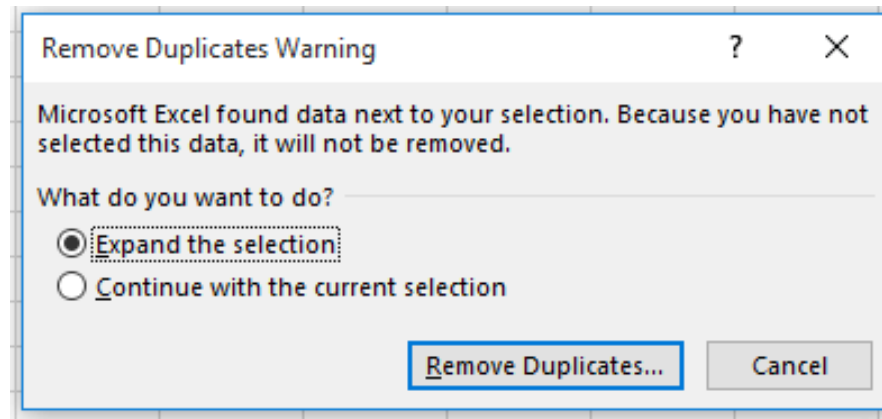 Remove Duplicates Warning ?
Microsoft Excel found data next to your selection. Because you have not
selected this data, it will not be removed.
What do you want to do?
Expand the selection
Continue with the current selection
Remove Duplicates... Cancel